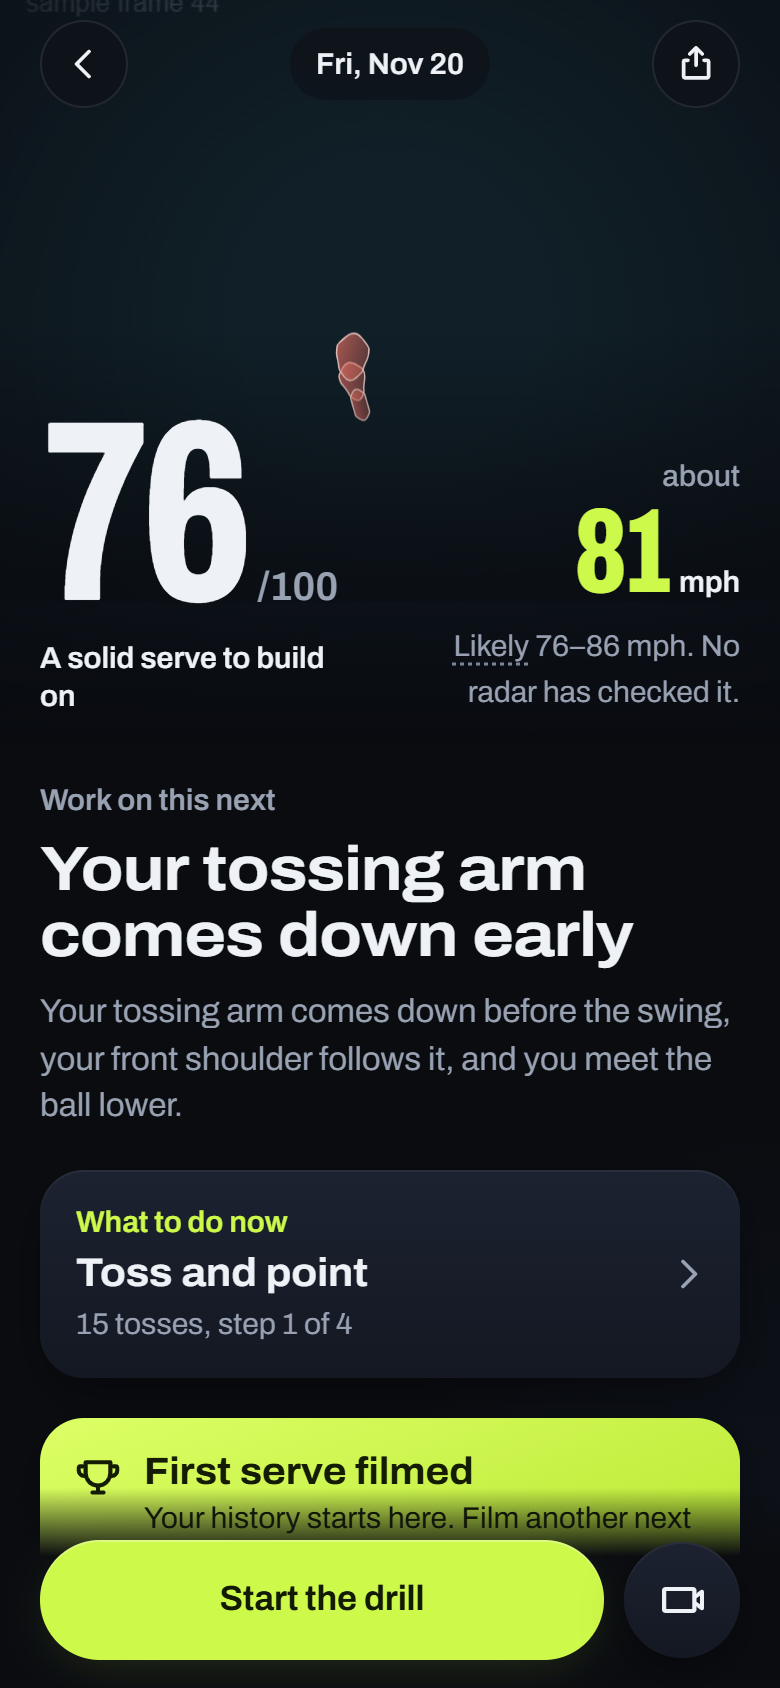 sample frame 44
Fri, Nov 20
76 /100
about
81 mph
A solid serve to build
on
Likely 76–86 mph. No
radar has checked it.
Work on this next
Your tossing arm
comes down early
Your tossing arm comes down before the swing,
your front shoulder follows it, and you meet the
ball lower.
What to do now
Toss and point
15 tosses, step 1 of 4
First serve filmed
Your history starts here. Film another next
Start the drill